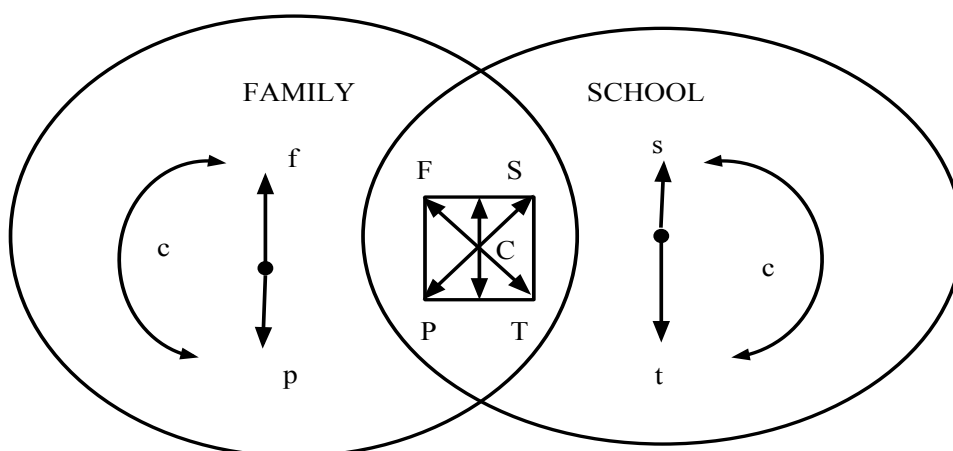 FAMILY SCHOOL
f F S s
c C c
P T
p t